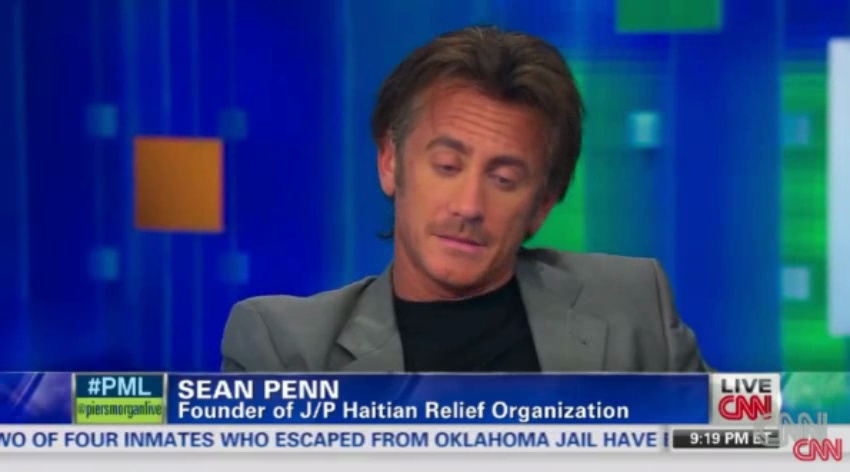 #PML
@piersmorganlive
SEAN PENN
Founder of J/P Haitian Relief Organization
LIVE
CNN
WO OF FOUR INMATES WHO ESCAPED FROM OKLAHOMA JAIL HAVE
9:19 PM ET
CNN
CNN